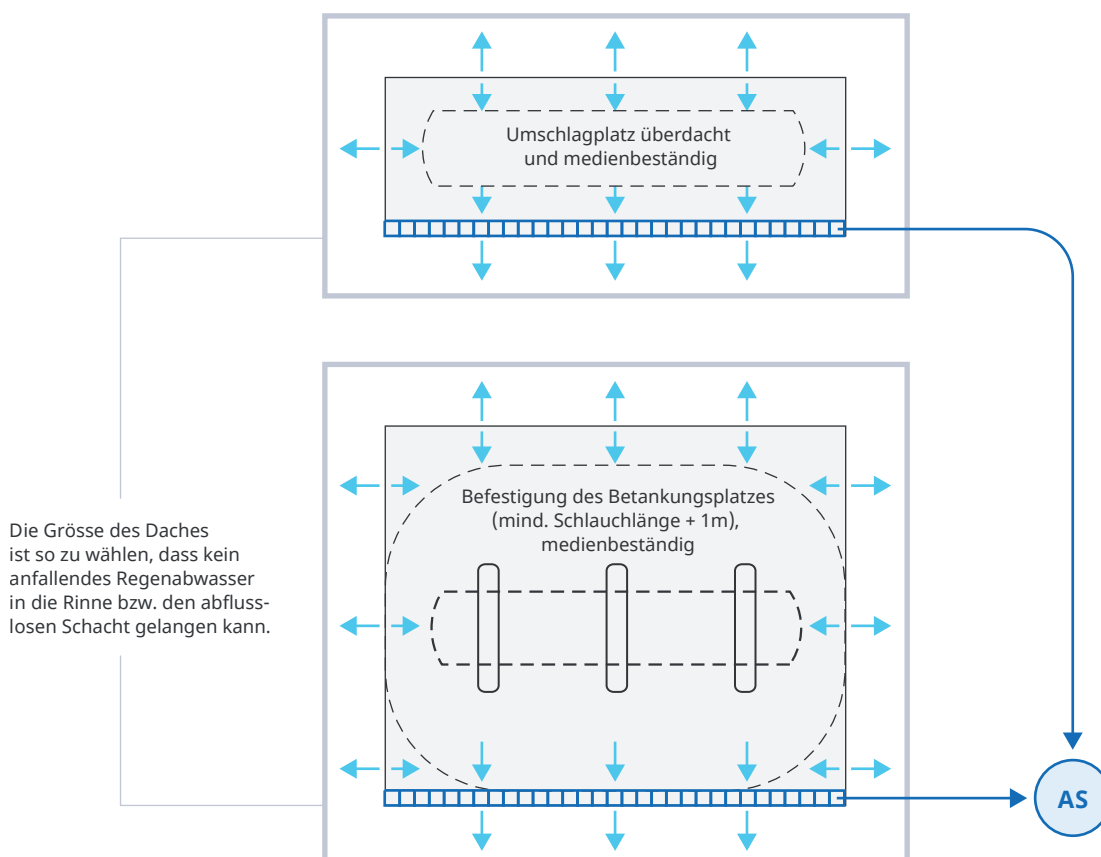 Umschlagplatz überdacht
und medienbeständig
Befestigung des Betankungsplatzes
(mind. Schlauchlänge + 1m),
medienbeständig
Die Grösse des Daches
ist so zu wählen, dass kein
anfallendes Regenabwasser
in die Rinne bzw. den abfluss-
losen Schacht gelangen kann.
AS